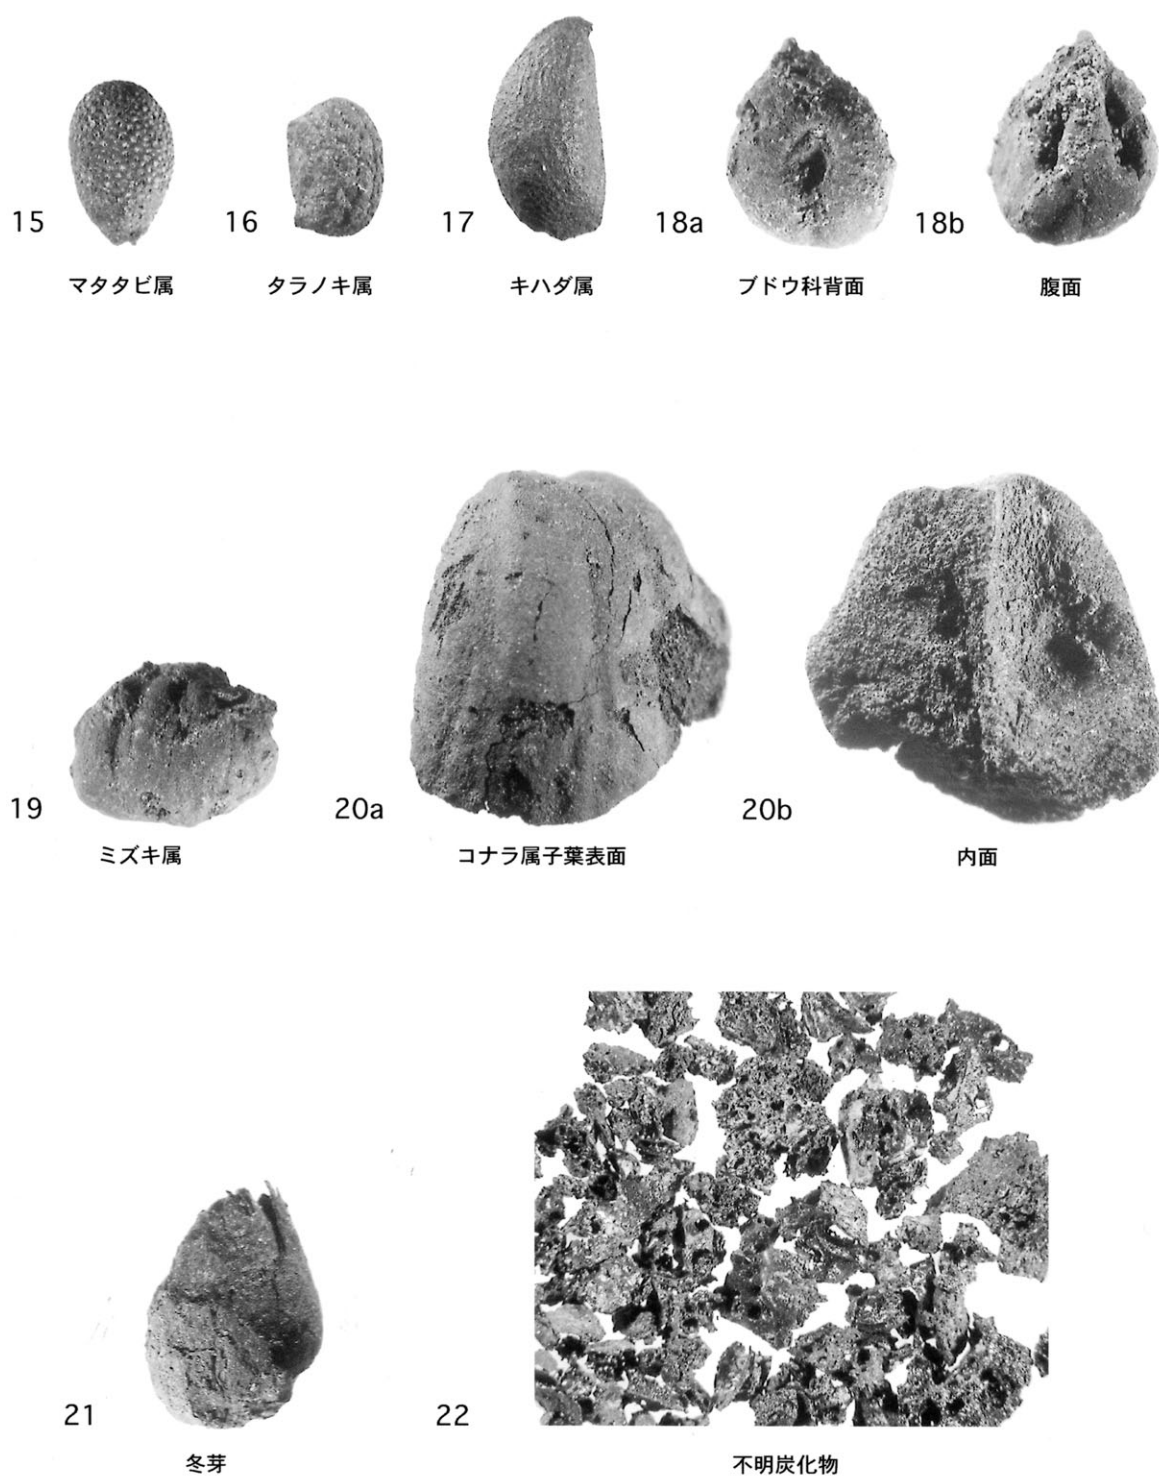 15 16 17 18a 18b
マタタビ属 タラノキ属 キハダ属 ブドウ科背面 腹面
19 20a 20b
ミズキ属 コナラ属子葉表面 内面
21 22
冬芽 不明炭化物